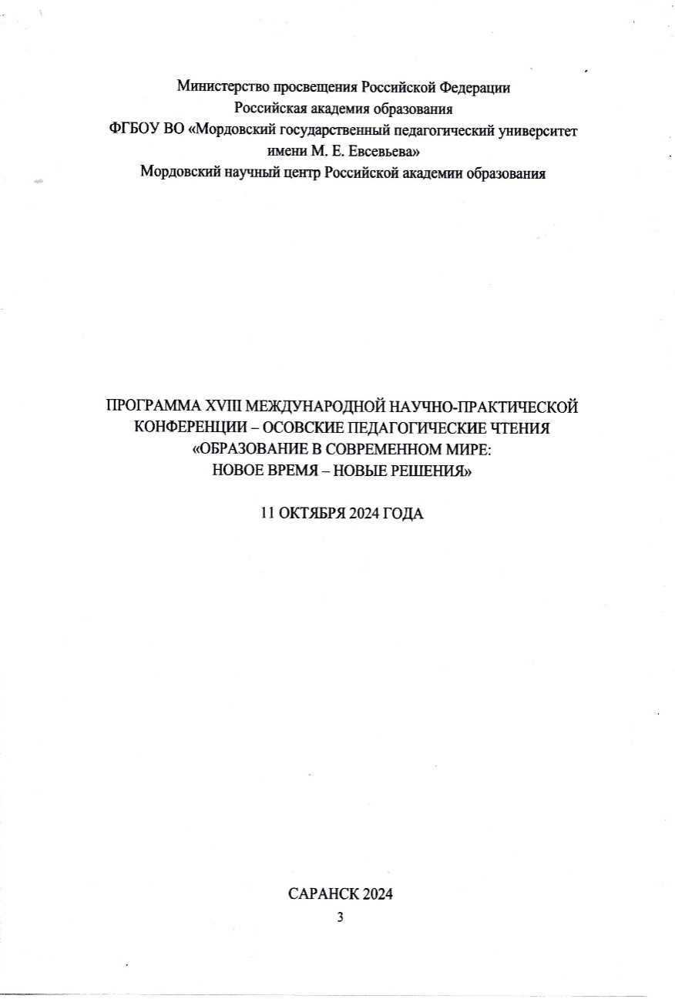 Министерство просвещения Российской Федерации
Российская академия образования
ФГБОУ ВО «Мордовский государственный педагогический университет
имени М. Е. Евсевьева»
Мордовский научный центр Российской академии образования
ПРОГРАММА XVIII МЕЖДУНАРОДНОЙ НАУЧНО-ПРАКТИЧЕСКОЙ
КОНФЕРЕНЦИИ – ОСОВСКИЕ ПЕДАГОГИЧЕСКИЕ ЧТЕНИЯ
«ОБРАЗОВАНИЕ В СОВРЕМЕННОМ МИРЕ:
НОВОЕ ВРЕМЯ – НОВЫЕ РЕШЕНИЯ»
11 ОКТЯБРЯ 2024 ГОДА
САРАНСК 2024
3